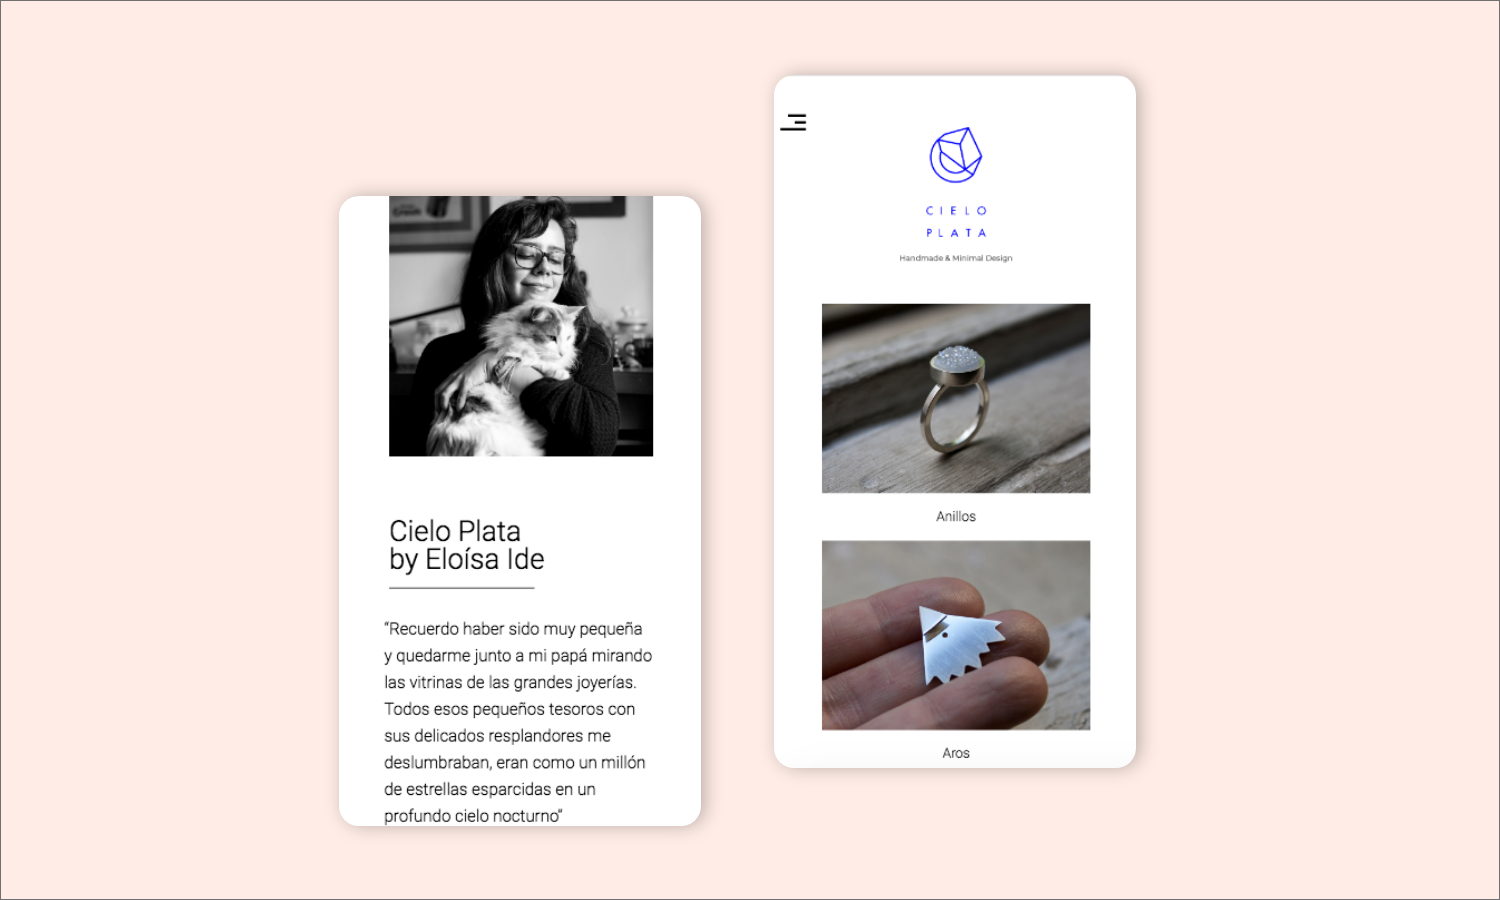 Cielo Plata
by Eloísa Ide
“Recuerdo haber sido muy pequeña
y quedarme junto a mi papá mirando
las vitrinas de las grandes joyerías.
Todos esos pequeños tesoros con
sus delicados resplandores me
deslumbraban, eran como un millón
de estrellas esparcidas en un
profundo cielo nocturno”
CIELO
PLATA
Handmade & Minimal Design
Anillos
Aros